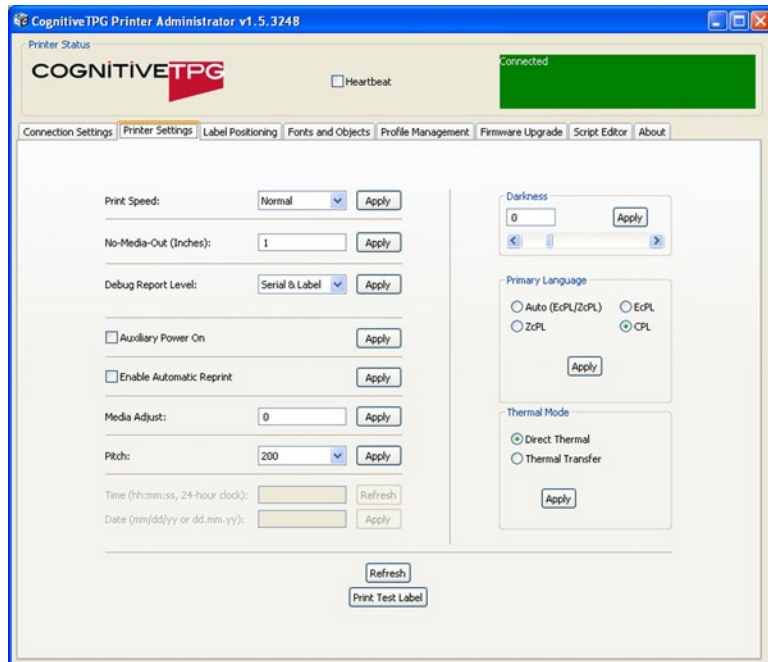 CognitiveTPG Printer Administrator v1.5.3248
Printer Status
COGNITIVETPG
Heartbeat
Connected
Connection Settings Printer Settings Label Positioning Fonts and Objects Profile Management Firmware Upgrade Script Editor About
Print Speed: Normal Apply
No-Media-Out (Inches): 1 Apply
Debug Report Level: Serial & Label Apply
Auxiliary Power On Apply
Enable Automatic Reprint Apply
Media Adjust: 0 Apply
Pitch: 200 Apply
Time (hh:mm:ss, 24-hour clock): Refresh
Date (mm/dd/yy or dd.mm.yy): Apply
Darkness
0 Apply
Primary Language
Auto (EcPL/ZcPL) EcPL
ZcPL CPL
Apply
Thermal Mode
Direct Thermal
Thermal Transfer
Apply
Refresh
Print Test Label